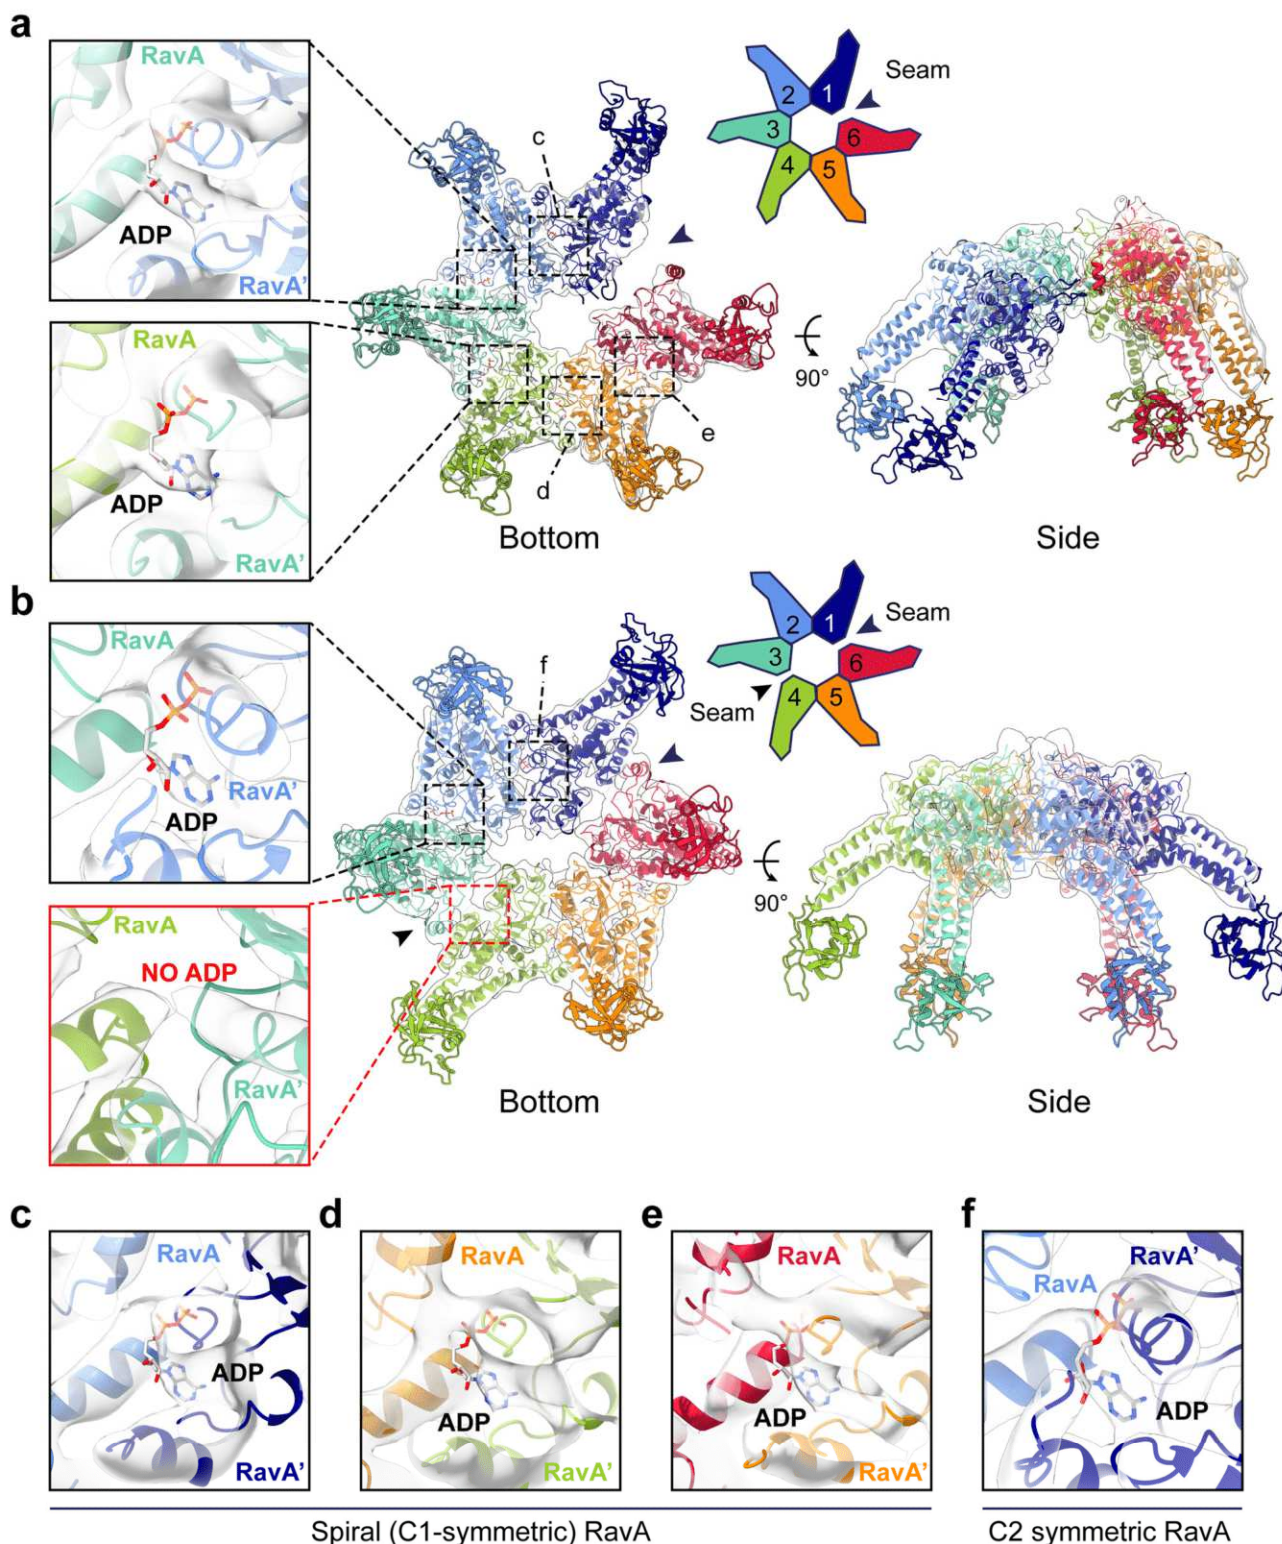 a
RavA
ADP
RavA'
RavA
ADP
RavA'
c
d
e
Bottom
2
1
3
6
4
5
Seam
90°
Side
b
RavA
RavA'
ADP
RavA
NO ADP
RavA'
f
Bottom
2
1
3
6
4
5
Seam
Seam
90°
Side
c
RavA
ADP
RavA'
d
RavA
ADP
RavA'
e
RavA
ADP
RavA'
f
RavA'
RavA
ADP
Spiral (C1-symmetric) RavA
C2 symmetric RavA